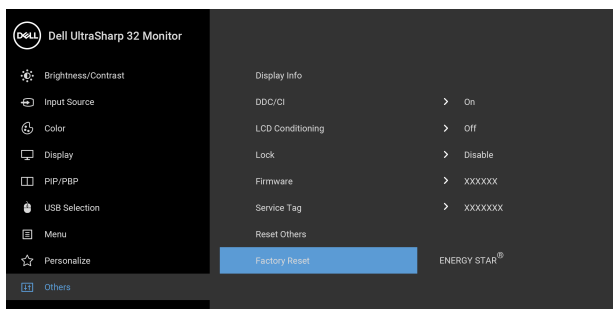 DELL Dell UltraSharp 32 Monitor
Brightness/Contrast
Input Source
Color
Display
PIP/PBP
USB Selection
Menu
Personalize
Others
Display Info
DDC/CI > On
LCD Conditioning > Off
Lock > Disable
Firmware > XXXXXX
Service Tag > XXXXXXX
Reset Others
Factory Reset ENERGY STAR®